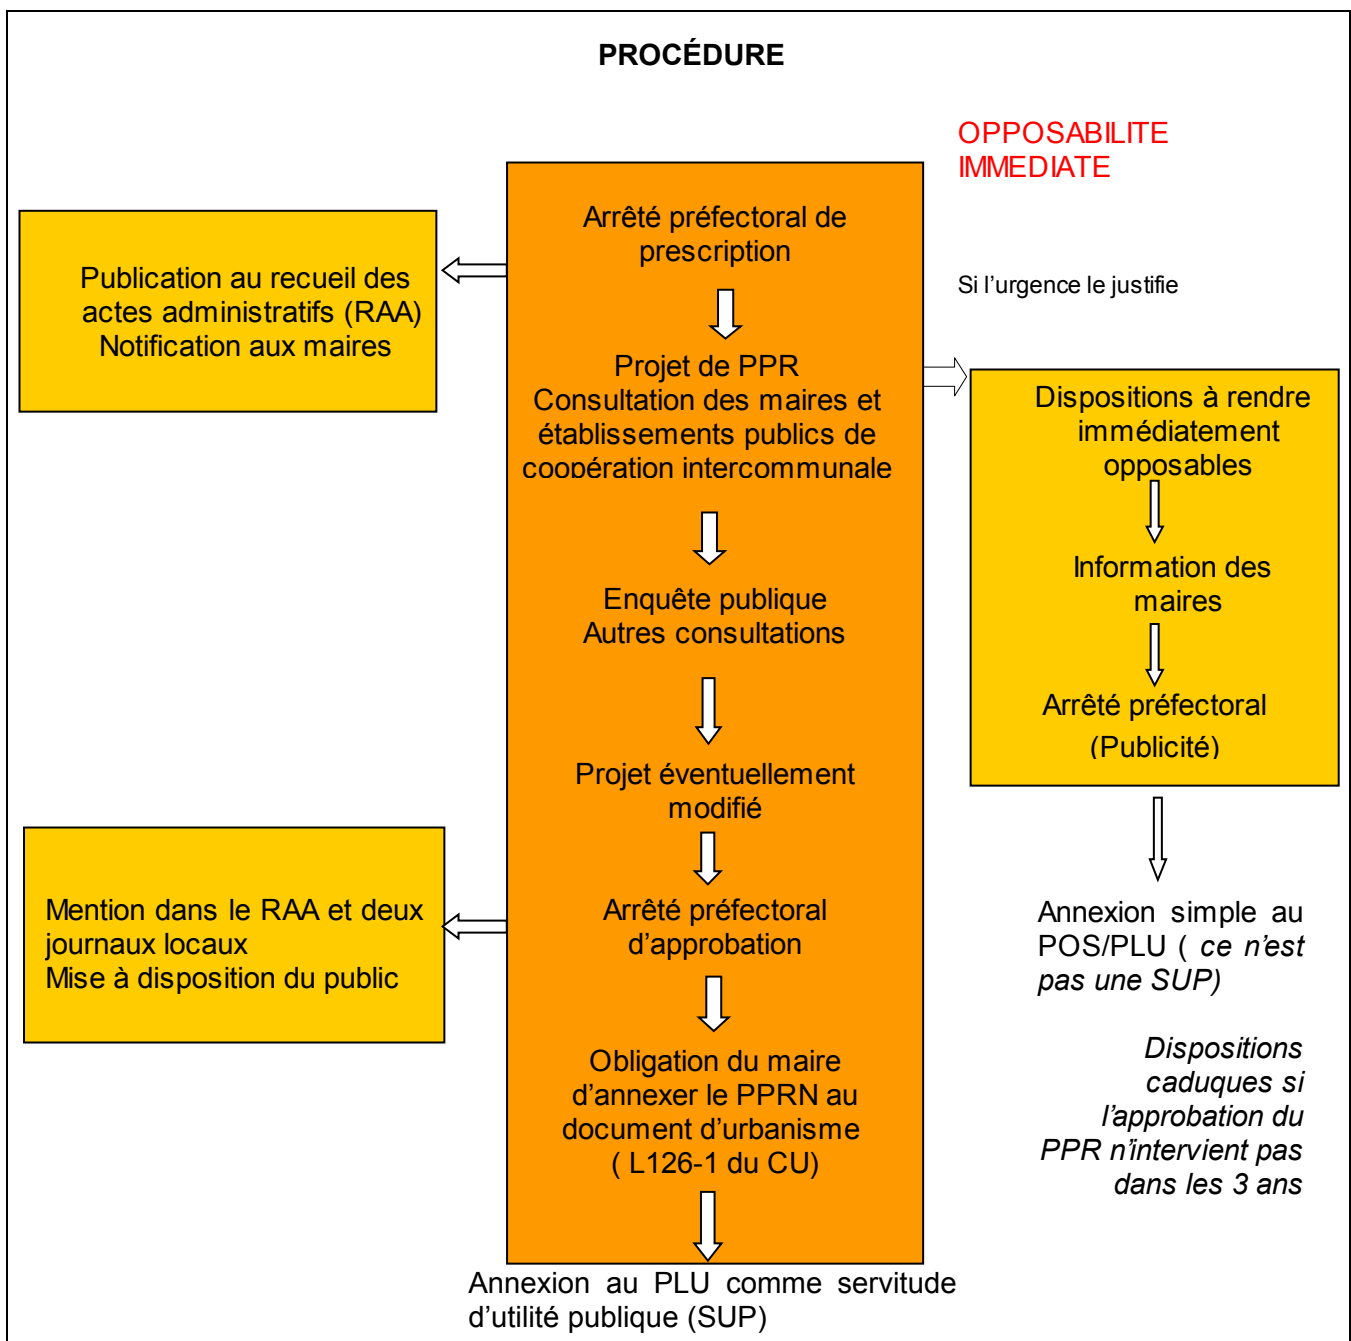 PROCÉDURE
OPPOSABILITE
IMMEDIATE
Si l'urgence le justifie
Publication au recueil des
actes administratifs (RAA)
Notification aux maires
Arrêté préfectoral de
prescription
Projet de PPR
Consultation des maires et
établissements publics de
coopération intercommunale
Enquête publique
Autres consultations
Projet éventuellement
modifié
Arrêté préfectoral
d'approbation
Obligation du maire
d'annexer le PPRN au
document d'urbanisme
( L126-1 du CU)
Annexion au PLU comme servitude
d'utilité publique (SUP)
Mention dans le RAA et deux
journaux locaux
Mise à disposition du public
Dispositions à rendre
immédiatement
opposables
Information des
maires
Arrêté préfectoral
(Publicité)
Annexion simple au
POS/PLU ( ce n'est
pas une SUP)
Dispositions
caduques si
l'approbation du
PPR n'intervient pas
dans les 3 ans